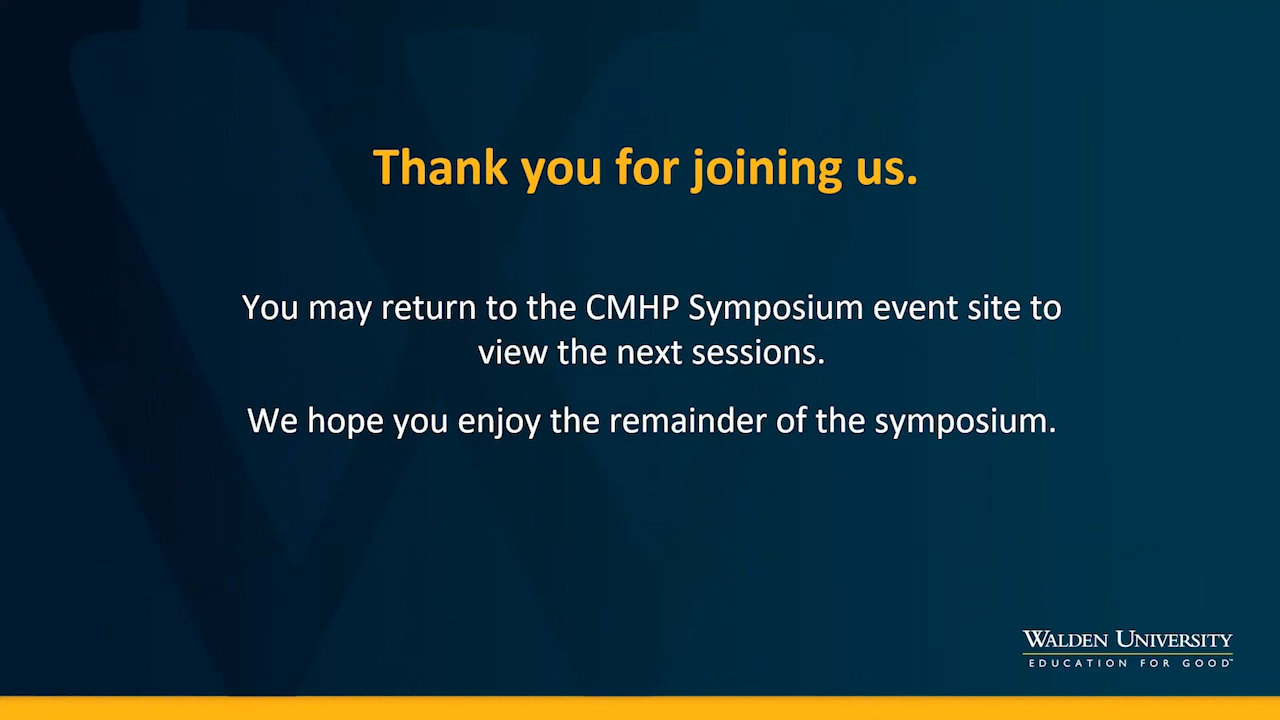 Thank you for joining us.
You may return to the CMHP Symposium event site to
view the next sessions.
We hope you enjoy the remainder of the symposium.
WALDEN UNIVERSITY
EDUCATION FOR GOOD™